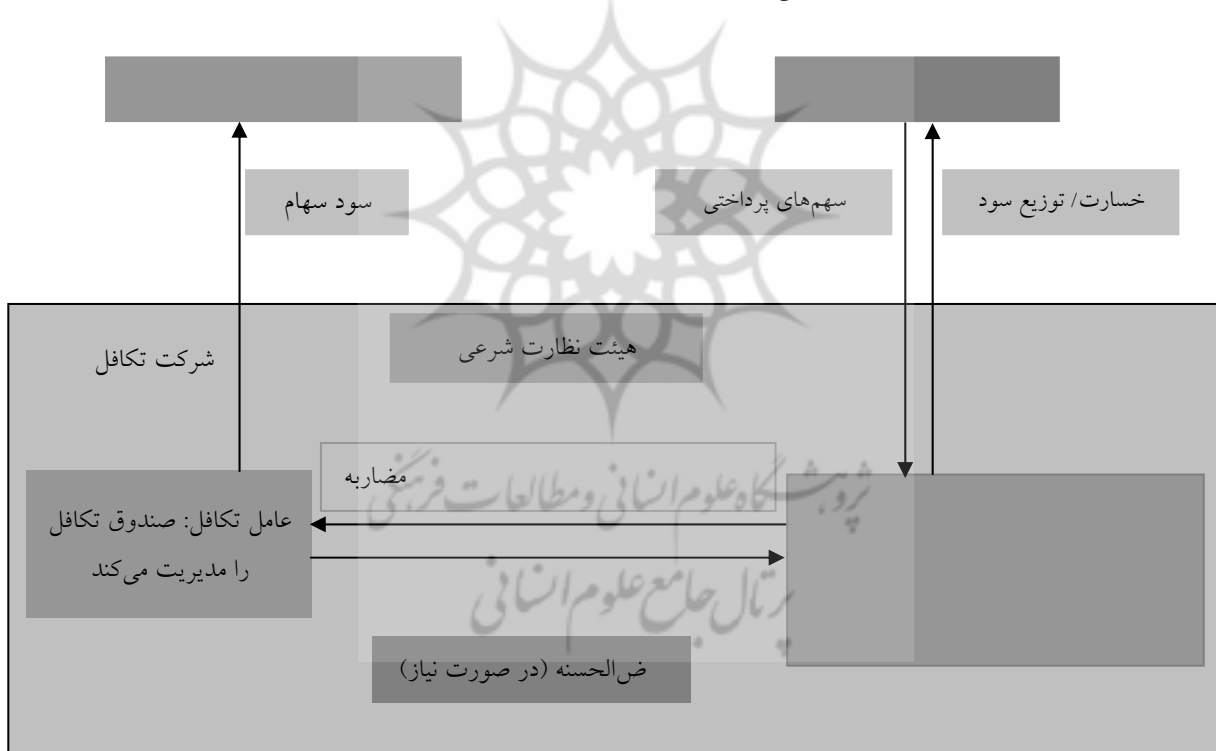 سود سهام
سهم‌های پرداختی
خسارت/ توزیع سود
هیئت نظارت شرعی
شرکت تکافل
مضاربه
عامل تکافل: صندوق تکافل
را مدیریت می‌کند
پژوهشگاه علوم انسانی و مطالعات فرهنگی
پرتال جامع علوم انسانی
ض‌الحسنه (در صورت نیاز)